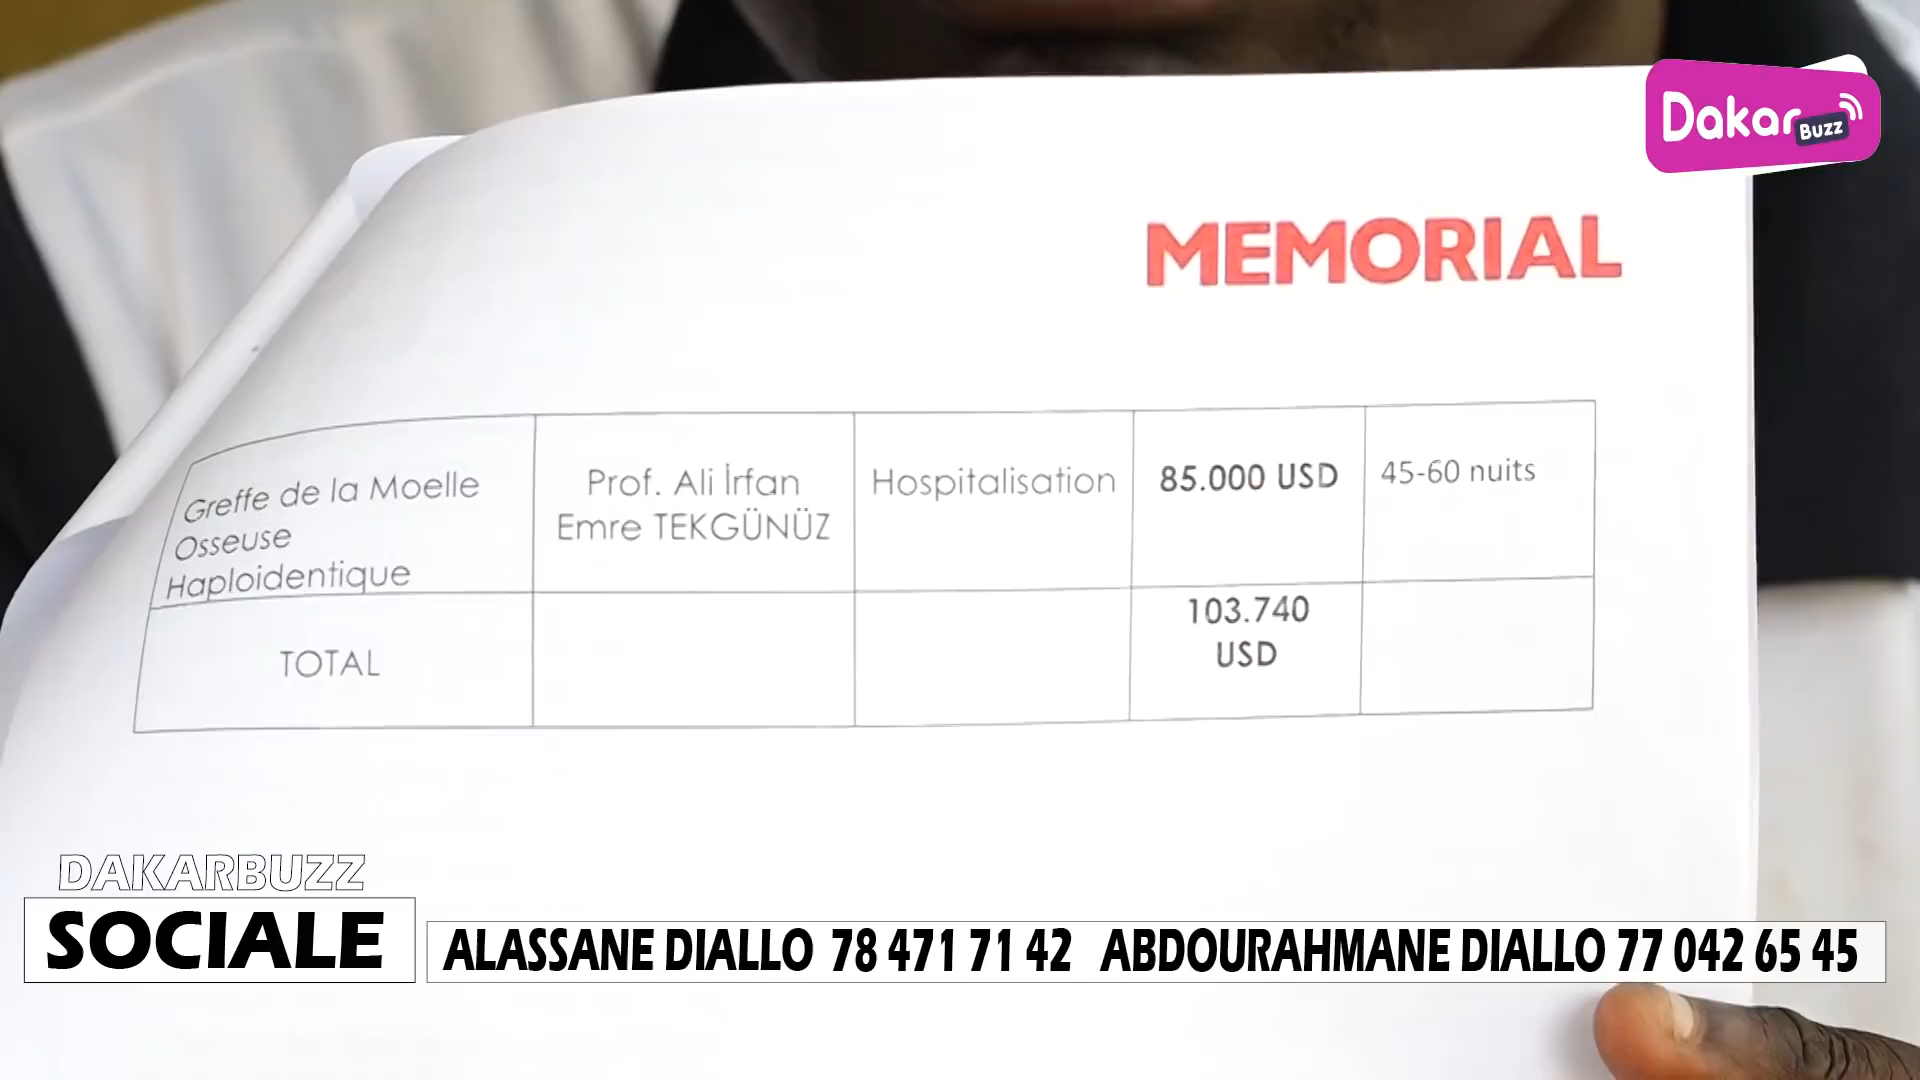 Dakar
Buzz
MEMORIAL
Greffe de la Moelle
Osseuse
Haploidentique
Prof. Ali İrfan
Emre TEKGÜNÜZ
Hospitalisation
85.000 USD
45-60 nuits
TOTAL
103.740
USD
DAKARBUZZ
SOCIALE
ALASSANE DIALLO 78 471 71 42 ABDOURAHMANE DIALLO 77 042 65 45